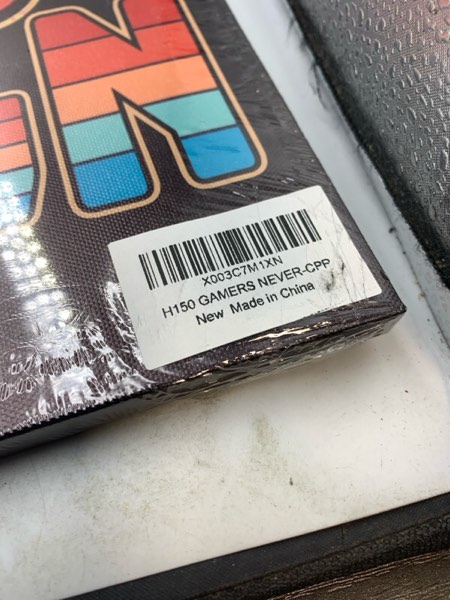 N
X003C7M1XN
H150 GAMERS NEVER-CPP
New Made in China